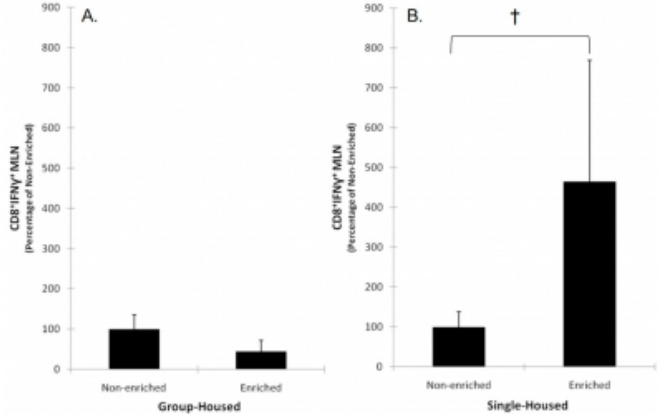 A.
900
800
700
600
500
400
300
200
100
0
CD8⁺IFNγ⁺ MLN
(Percentage of Non-Enriched)
Non-enriched
Enriched
Group-Housed
B.
†
900
800
700
600
500
400
300
200
100
0
CD8⁺IFNγ⁺ MLN
(Percentage of Non-Enriched)
Non-enriched
Enriched
Single-Housed